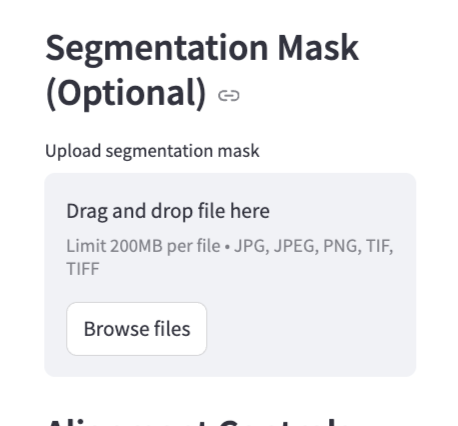 Segmentation Mask
(Optional)
Upload segmentation mask
Drag and drop file here
Limit 200MB per file • JPG, JPEG, PNG, TIF,
TIFF
Browse files